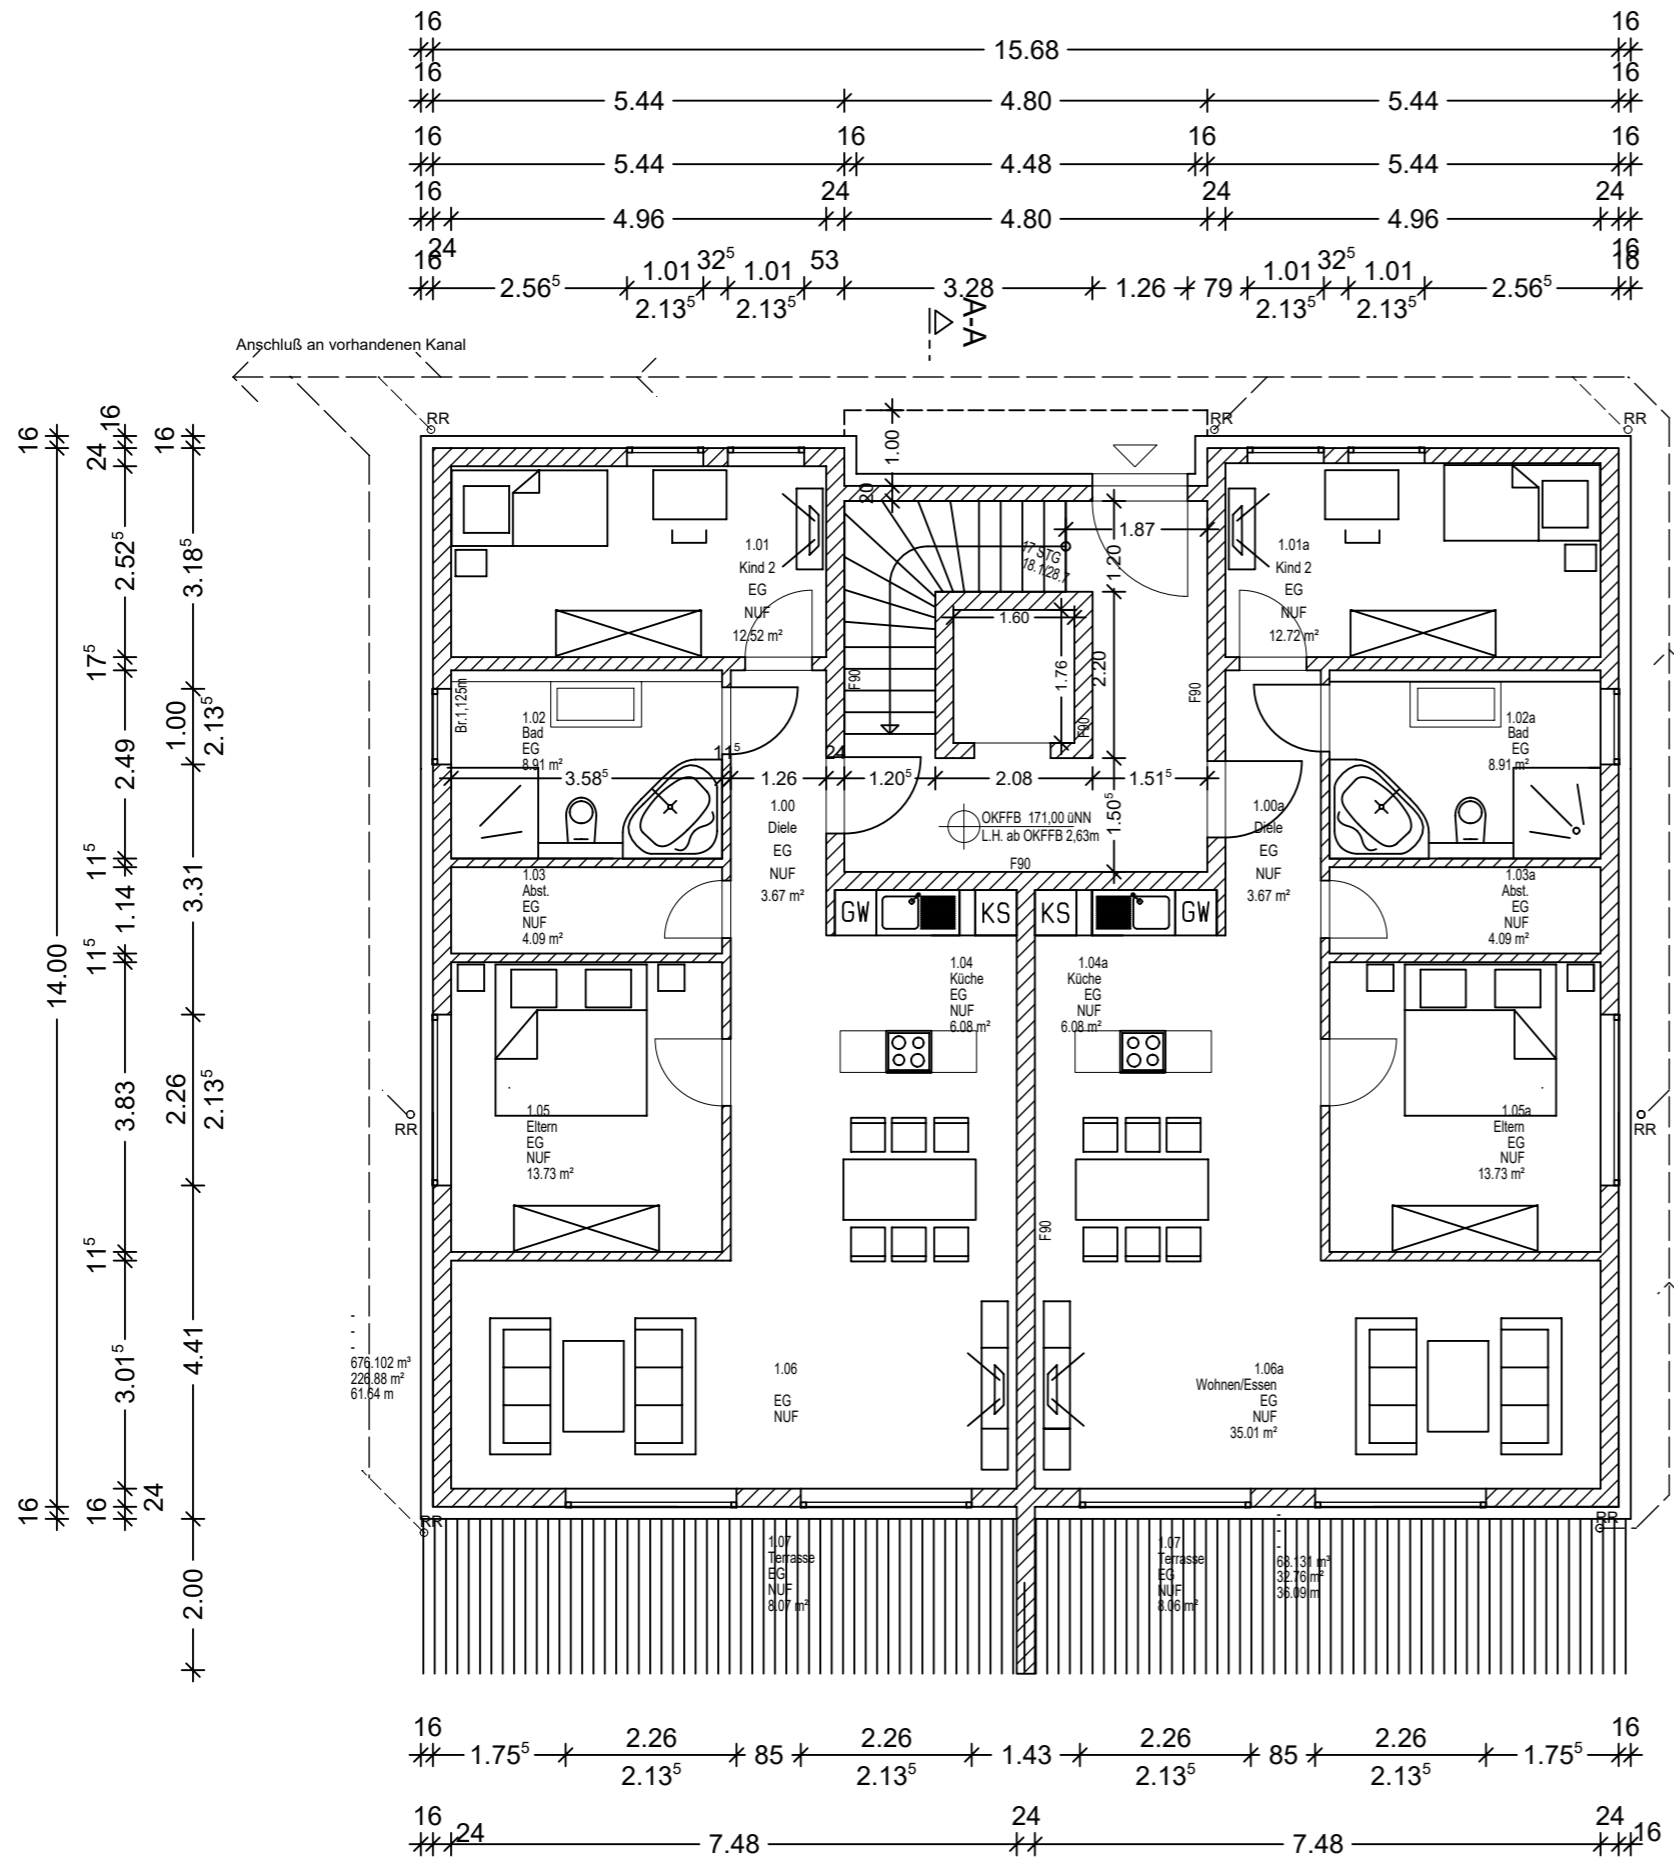 16 16
15.68
16 16
5.44 4.80 5.44
16 16 16 16
5.44 4.48 5.44
16 24 24 24
4.96 4.80 4.96
24 16
16 16
2.56⁵ 1.01 32⁵ 1.01 53 3.28 1.26 79 1.01 32⁵ 1.01 2.56⁵
2.13⁵ 2.13⁵ 2.13⁵ 2.13⁵
A-A
Anschluß an vorhandenen Kanal
RR RR RR
16
14.00
16
16
24
2.52⁵
17⁵
2.49
11⁵
1.14
11⁵
3.83
11⁵
3.01⁵
16
24
16
3.18⁵
1.00
2.13⁵
3.31
2.26
2.13⁵
4.41
2.00
1.00
20
1.87
1.20
17 STG
18.1/28.7
1.60
1.76
2.20
F90
F90
F90
1.01
Kind 2
EG
NUF
12.52 m²
1.01a
Kind 2
EG
NUF
12.72 m²
Br.1,125m
1.02
Bad
EG
8.91 m²
1.02a
Bad
EG
8.91 m²
11⁵ 24
3.58⁵ 1.26 1.20⁵ 2.08 1.51⁵
1.50⁵
1.00
Diele
EG
NUF
3.67 m²
OKFFB 171,00 üNN
L.H. ab OKFFB 2,63m
F90
1.00a
Diele
EG
NUF
3.67 m²
1.03
Abst.
EG
NUF
4.09 m²
GW KS KS GW
1.03a
Abst.
EG
NUF
4.09 m²
1.04
Küche
EG
NUF
6.08 m²
1.04a
Küche
EG
NUF
6.08 m²
RR
1.05
Eltern
EG
NUF
13.73 m²
F90
1.05a
Eltern
EG
NUF
13.73 m²
RR
-
-
-
676.102 m³
226.88 m²
61.64 m
1.06
EG
NUF
1.06a
Wohnen/Essen
EG
NUF
35.01 m²
RR RR
1.07
Terrasse
EG
NUF
8.07 m²
1.07
Terrasse
EG
NUF
8.06 m²
-
-
-
68.131 m³
32.76 m²
36.09 m
16 16
1.75⁵ 2.26 85 2.26 1.43 2.26 85 2.26 1.75⁵
2.13⁵ 2.13⁵ 2.13⁵ 2.13⁵
16 24 24 24 16
7.48 7.48